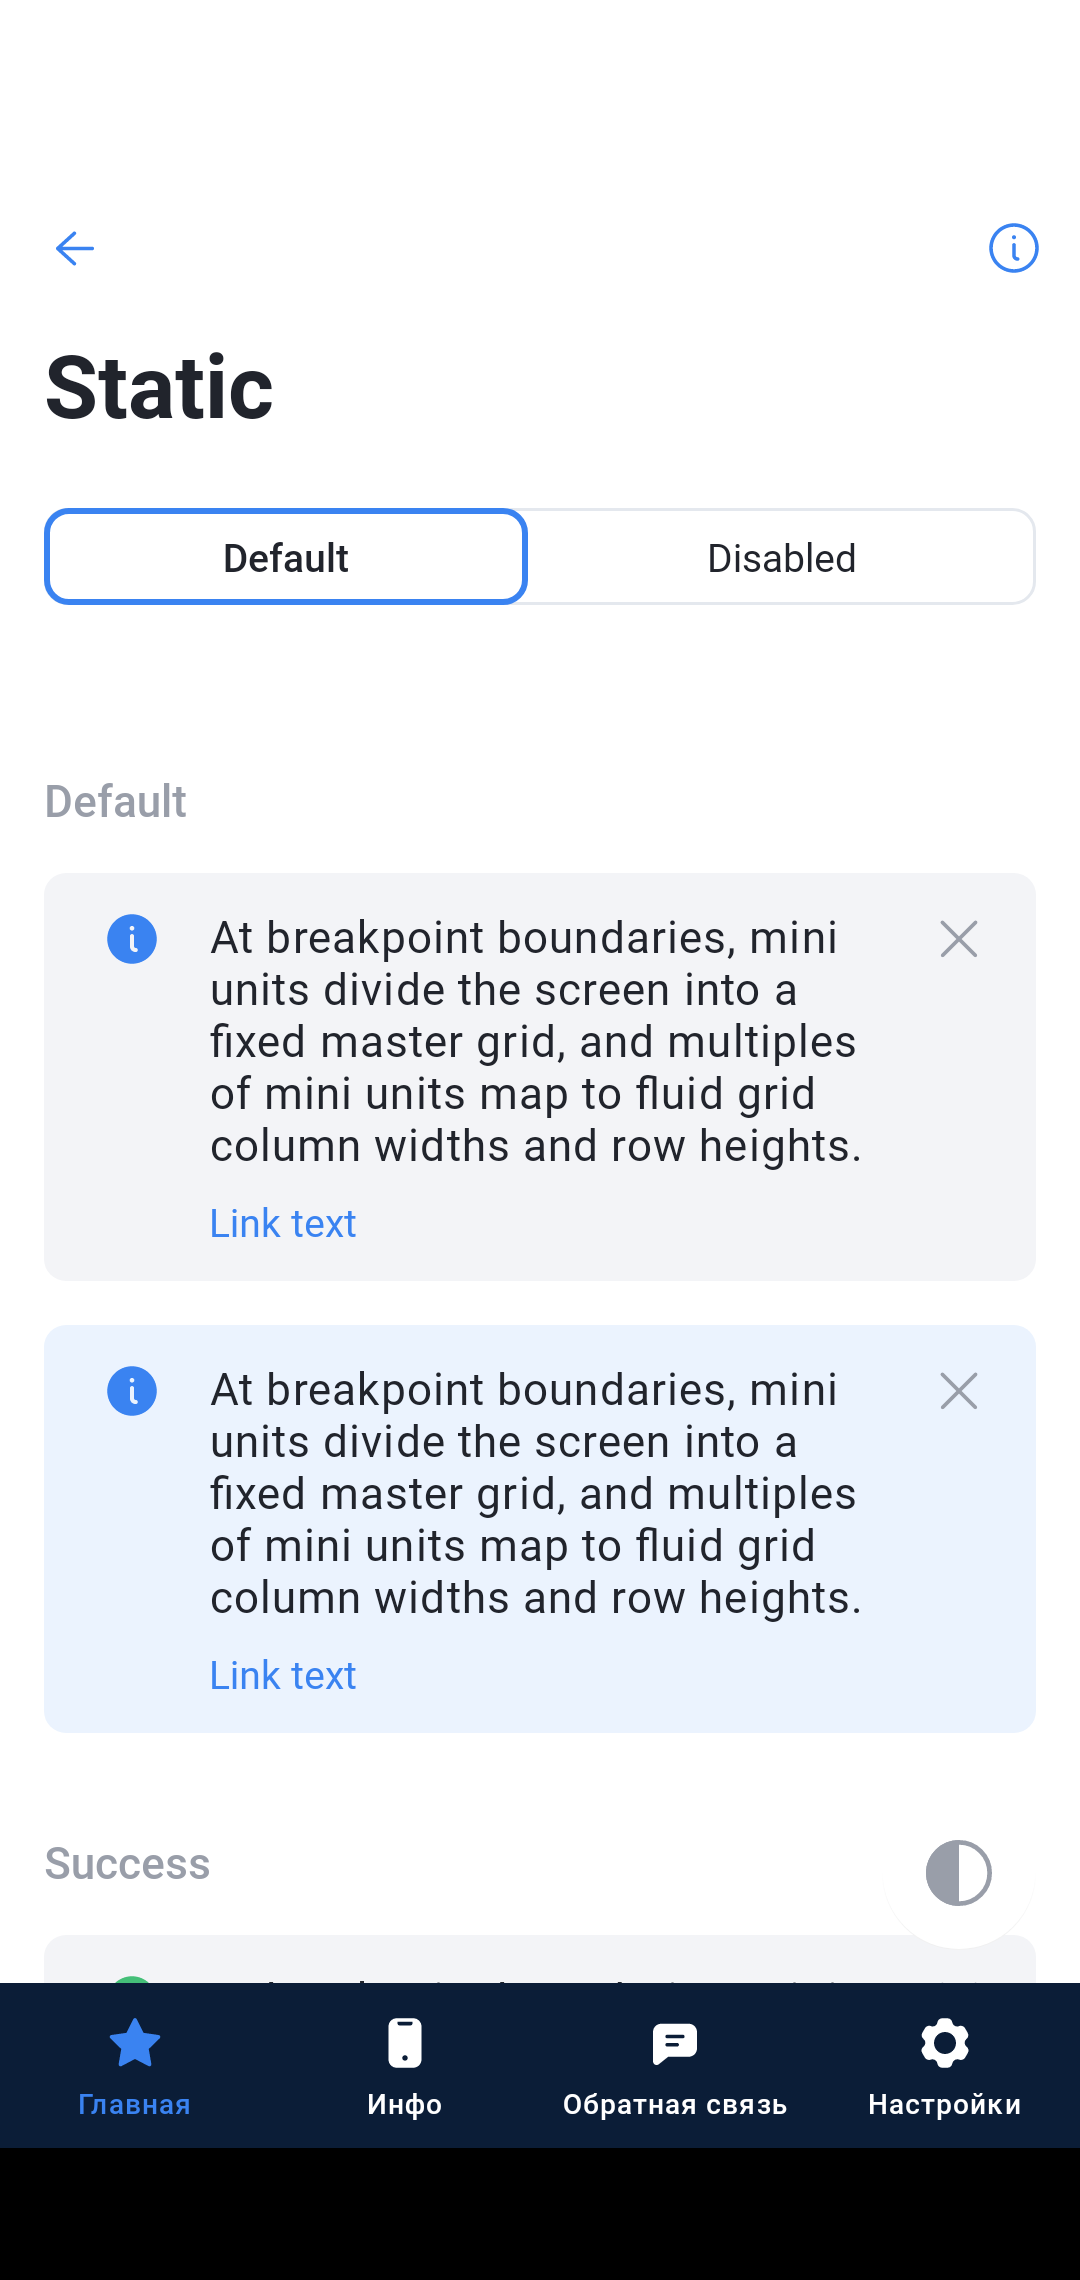 Static
Default
Disabled
Default
At breakpoint boundaries, mini
units divide the screen into a
fixed master grid, and multiples
of mini units map to fluid grid
column widths and row heights.
Link text
At breakpoint boundaries, mini
units divide the screen into a
fixed master grid, and multiples
of mini units map to fluid grid
column widths and row heights.
Link text
Success
Главная
Инфо
Обратная связь
Настройки